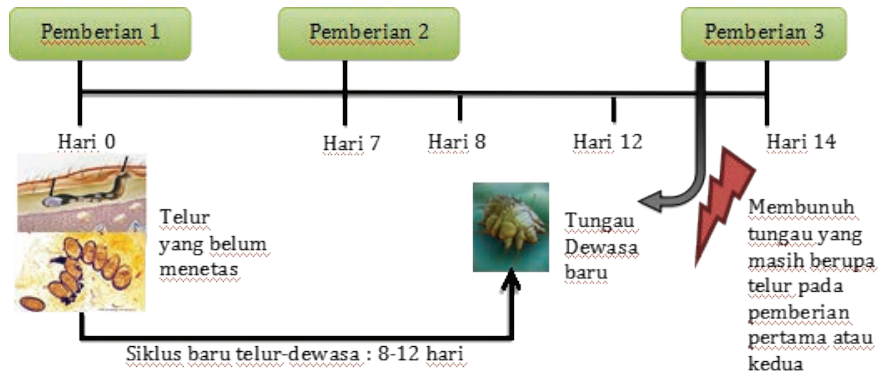 Pemberian 1
Pemberian 2
Pemberian 3
Hari 0
Hari 7
Hari 8
Hari 12
Hari 14
Telur
yang belum
menetas
Tungau
Dewasa
baru
Membunuh
tungau yang
masih berupa
telur pada
pemberian
pertama atau
kedua
Siklus baru telur-dewasa : 8-12 hari